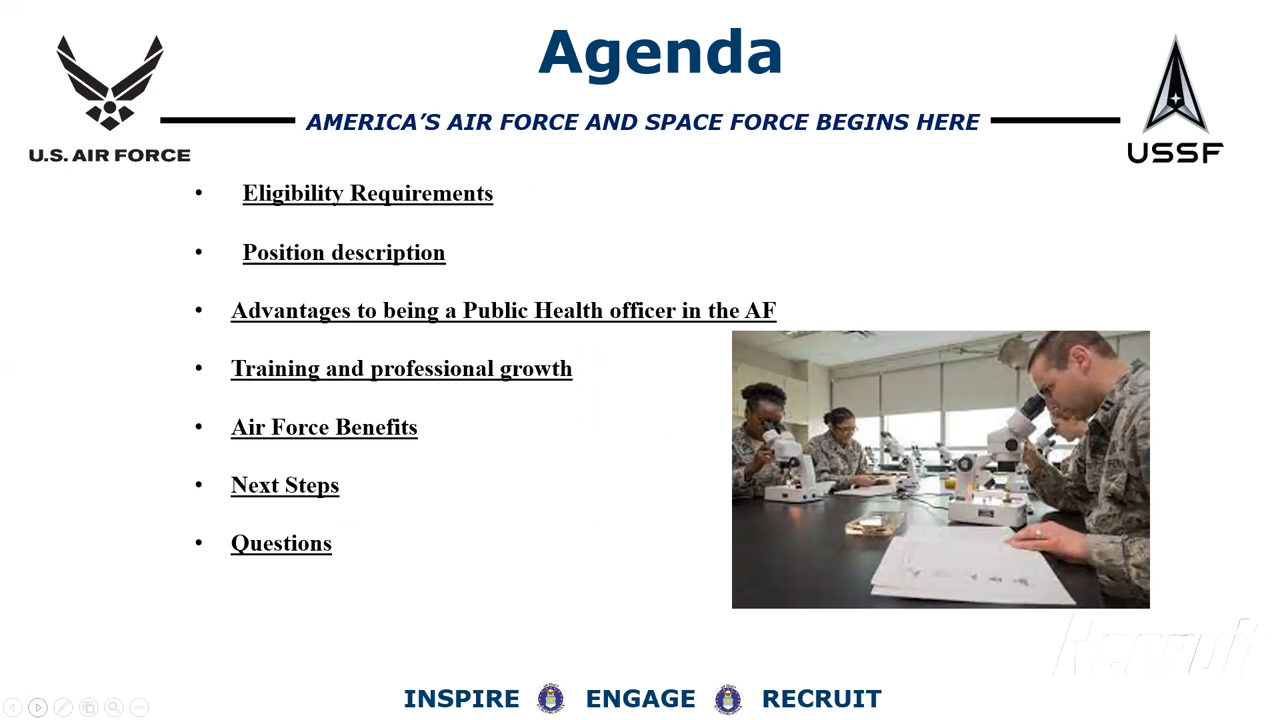 Agenda
AMERICA'S AIR FORCE AND SPACE FORCE BEGINS HERE
U.S. AIR FORCE
USSF
• Eligibility Requirements
• Position description
• Advantages to being a Public Health officer in the AF
• Training and professional growth
• Air Force Benefits
• Next Steps
• Questions
Recruit
INSPIRE ENGAGE RECRUIT